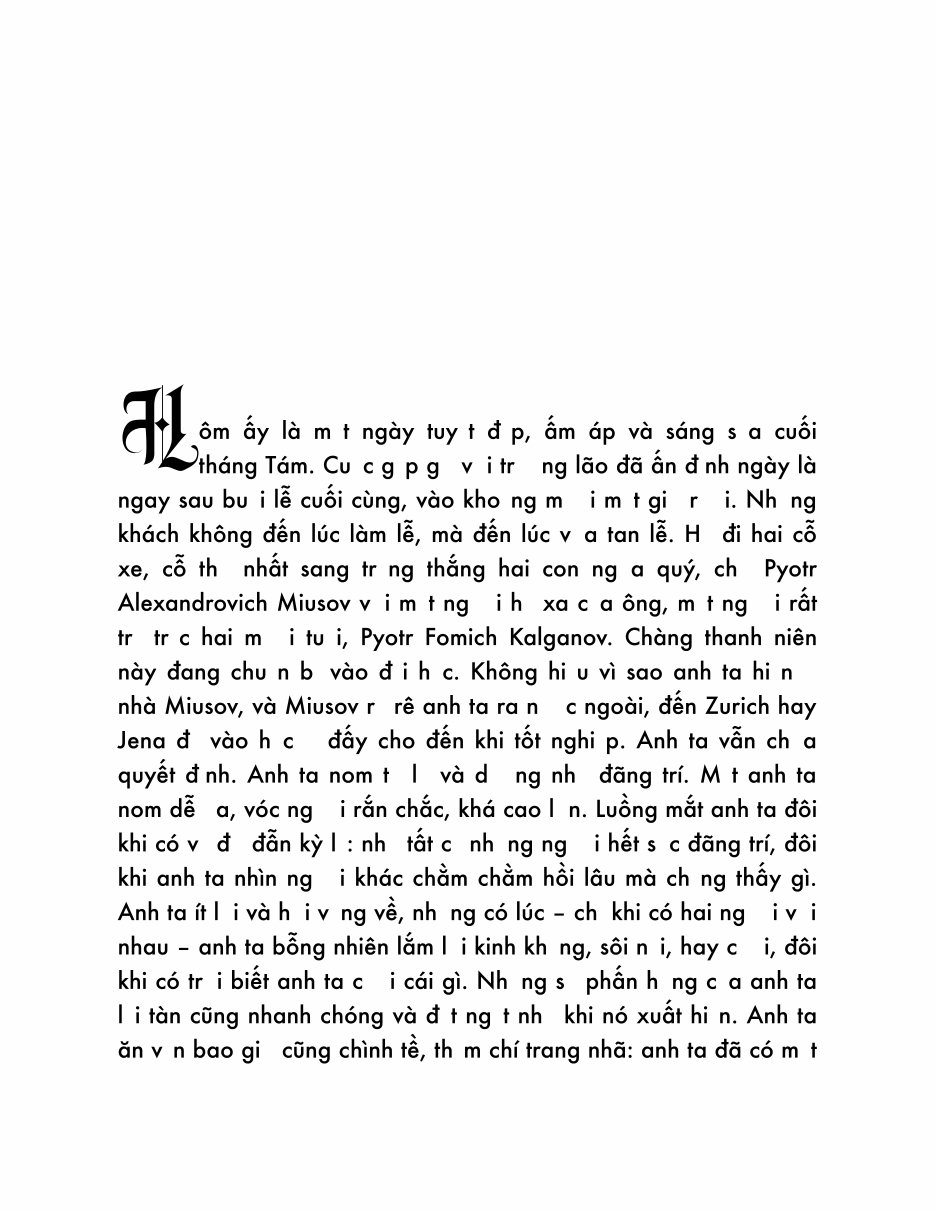 Hôm ấy là m t ngày tuy t đ p, ấm áp và sáng s a cuối
tháng Tám. Cu c g p g v i tr ng lão đã ấn đ nh ngày là
ngay sau bu i lễ cuối cùng, vào kho ng m i m t gi r i. Nh ng
khách không đến lúc làm lễ, mà đến lúc v a tan lễ. H đi hai cỗ
xe, cỗ th nhất sang tr ng thắng hai con ng a quý, ch Pyotr
Alexandrovich Miusov v i m t ng i h xa c a ông, m t ng i rất
tr tr c hai m i tu i, Pyotr Fomich Kalganov. Chàng thanh niên
này đang chu n b vào đ i h c. Không hi u vì sao anh ta hi n
nhà Miusov, và Miusov r rê anh ta ra n c ngoài, đến Zurich hay
Jena đ vào h c đấy cho đến khi tốt nghi p. Anh ta vẫn ch a
quyết đ nh. Anh ta nom t l và d ng nh đãng trí. M t anh ta
nom dễ a, vóc ng i rắn chắc, khá cao l n. Luồng mắt anh ta đôi
khi có v đ đẫn kỳ l : nh tất c nh ng ng i hết s c đãng trí, đôi
khi anh ta nhìn ng i khác chằm chằm hồi lâu mà ch ng thấy gì.
Anh ta ít l i và h i v ng về, nh ng có lúc – ch khi có hai ng i v i
nhau – anh ta bỗng nhiên lắm l i kinh kh ng, sôi n i, hay c i, đôi
khi có tr i biết anh ta c i cái gì. Nh ng s phấn h ng c a anh ta
l i tàn cũng nhanh chóng và đ t ng t nh khi nó xuất hi n. Anh ta
ăn v n bao gi cũng chình tề, th m chí trang nhã: anh ta đã có m t